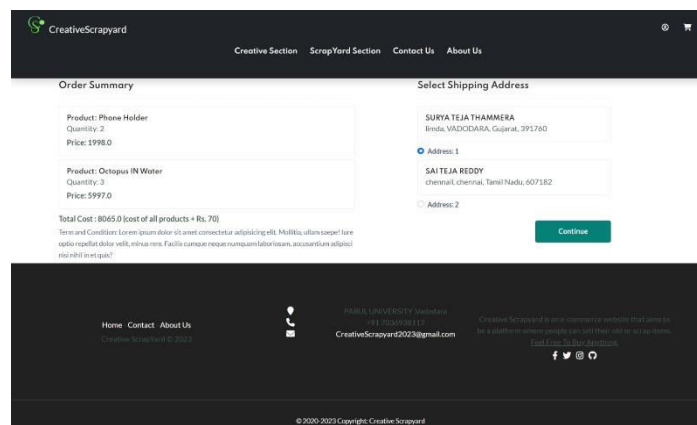 CreativeScrapyard
Creative Section ScrapYard Section Contact Us About Us
Order Summary
Product: Phone Holder
Quantity: 2
Price: 1998.0
Product: Octopus IN Water
Quantity: 3
Price: 5997.0
Total Cost : 8065.0 (cost of all products + Rs. 70)
Term and Condition: Lorem ipsum dolor sit amet consectetur adipisicing elit. Mollitia, ullam saepe! Iure
optio repellat dolor velit, minus rem. Facilis cumque neque numquam laboriosam, accusantium adipisci
nisi nihil in et quis?
Select Shipping Address
SURYA TEJA THAMMERA
limda, VADODARA, Gujarat, 391760
Address: 1
SAI TEJA REDDY
chennail, chennai, Tamil Nadu, 607182
Address: 2
Continue
Home Contact About Us
Creative ScrapYard © 2023
PARUL UNIVERSITY Vadodara
CreativeScrapyard2023@gmail.com
Creative Scrapyard is an e-commerce website that aims to
be a platform where people can sell their old or scrap items.
Feel Free To Buy Anything.
© 2020-2023 Copyright: Creative Scrapyard